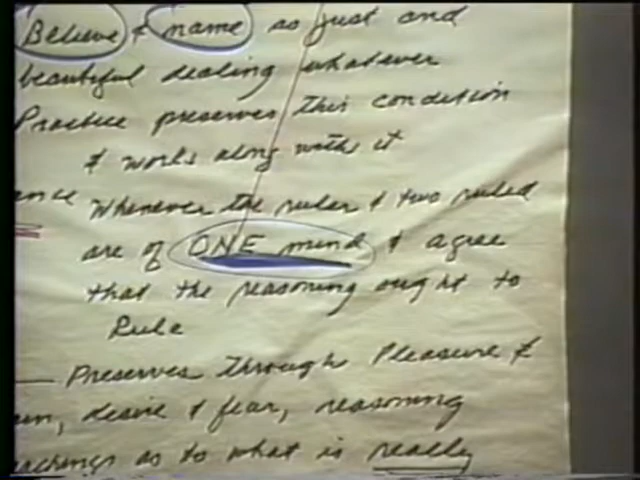 Believe & name as just and
beautiful dealing whatever
Practice preserves this condition
& works along with it
ance Whenever the ruler & two ruled
are of ONE mind & agree
that the reasoning ought to
Rule
Preserves through Pleasure &
desire & fear, reasoning
as to what is really